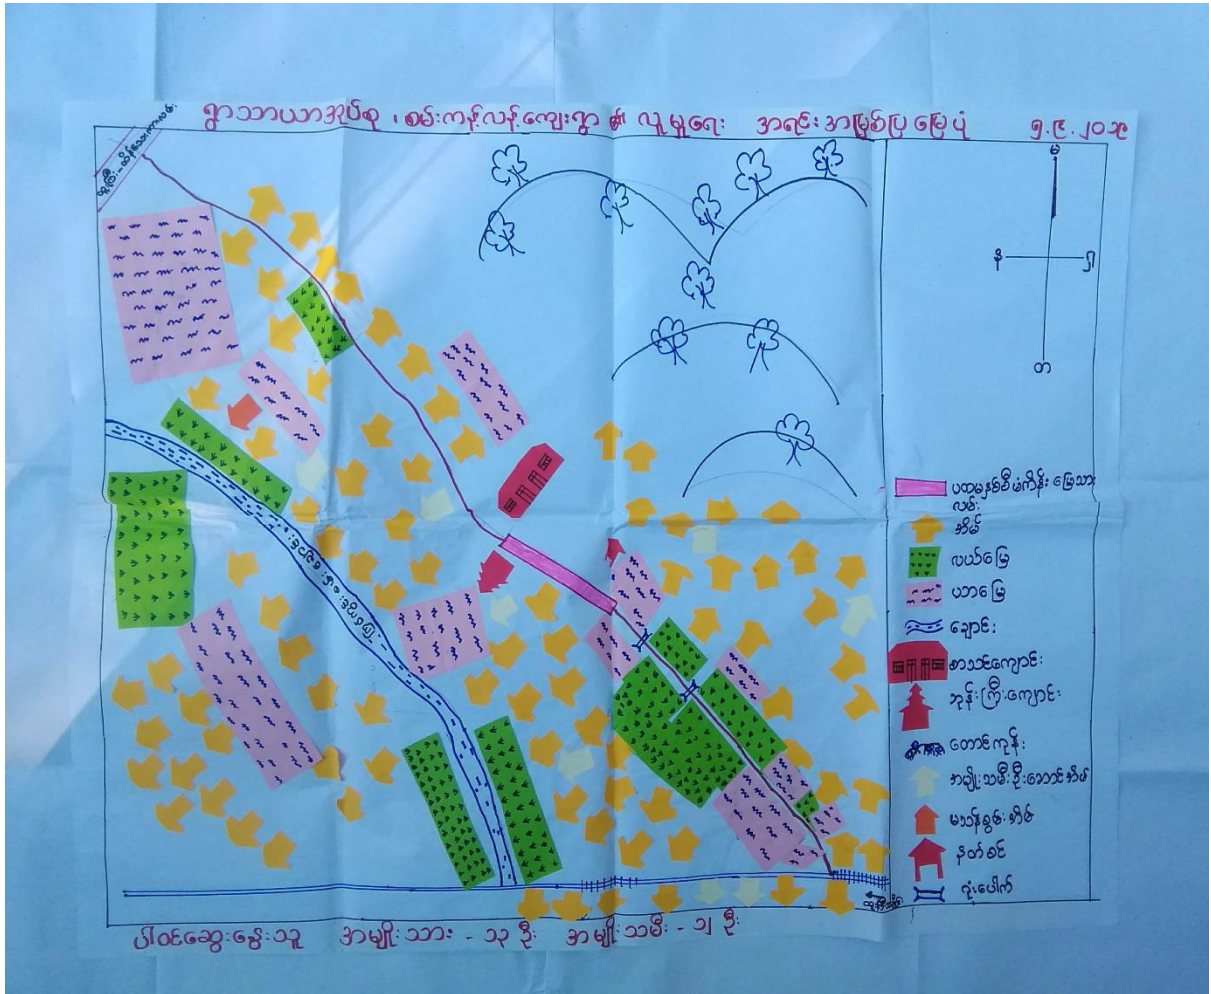 ရွာသာယာအုပ်စု ၊ စမ်းကန့်လန့်ကျေးရွာ ၏ လူမှုရေး အရင်းအမြစ်ပြ မြေပုံ
၅.၉.၂၀၁၉
မ
န
တ
ပထမနှစ်စီမံကိန်း မြေသား
လမ်း
အိမ်
လယ်မြေ
ယာမြေ
ချောင်း
စာသင်ကျောင်း
ဘုန်းကြီးကျောင်း
တောင်ကုန်း
အမျိုးသမီးဦးဆောင်အိမ်
မသန်စွမ်းအိမ်
နတ်စင်
ဂုံးပေါက်
ပါဝင်ဆွေးနွေးသူ အမျိုးသား - ၁၃ ဦး အမျိုးသမီး - ၁၂ ဦး